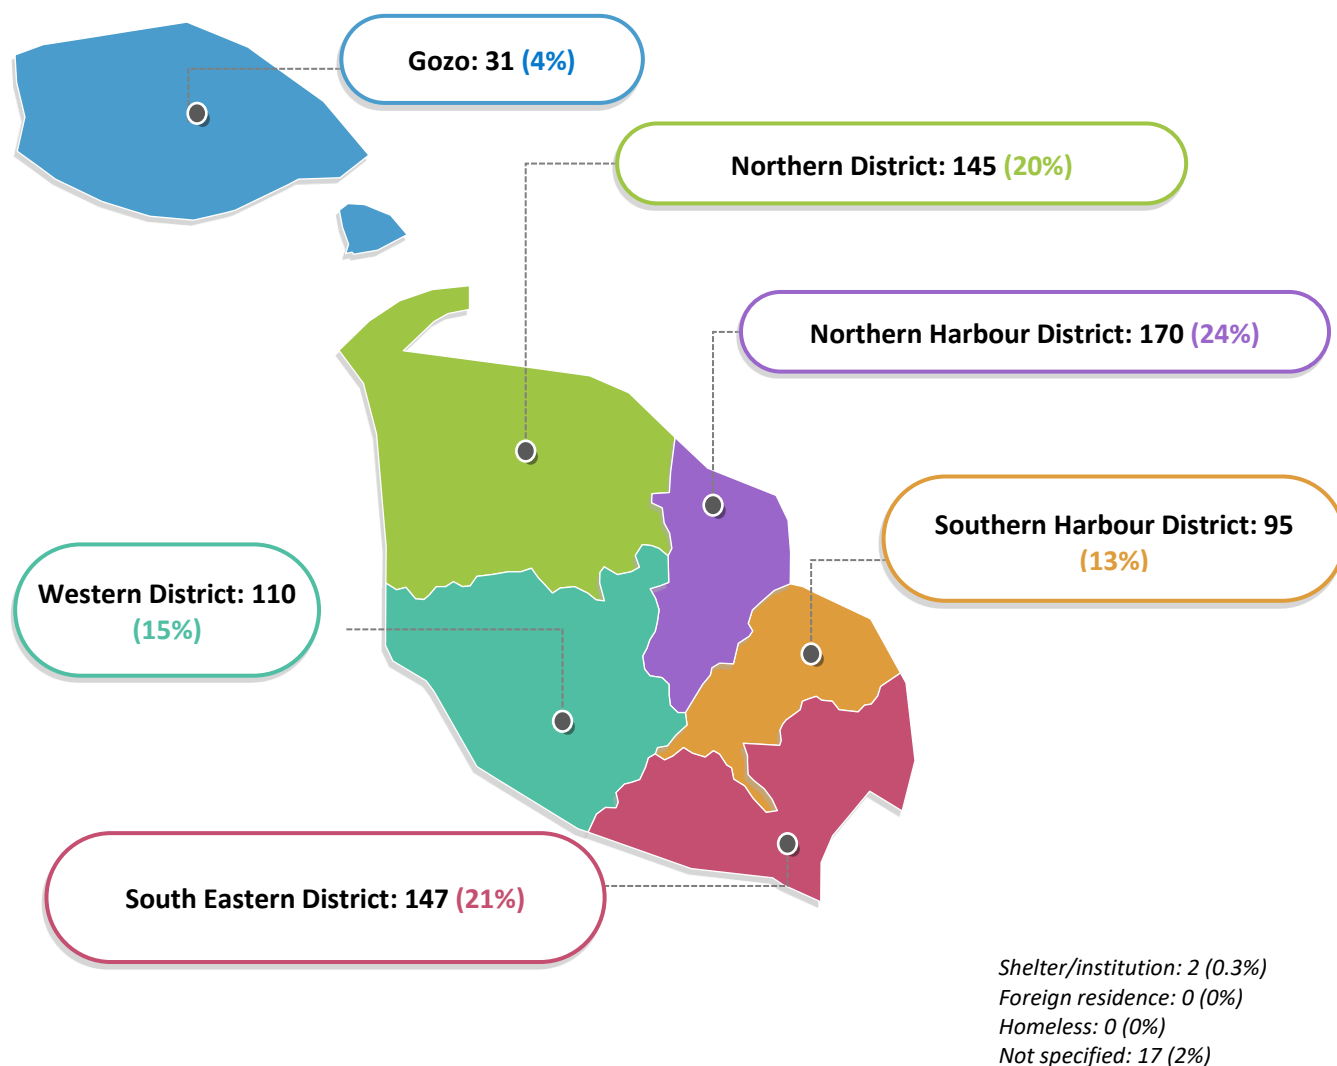 Gozo: 31 (4%)
Northern District: 145 (20%)
Northern Harbour District: 170 (24%)
Southern Harbour District: 95
(13%)
Western District: 110
(15%)
South Eastern District: 147 (21%)
Shelter/institution: 2 (0.3%)
Foreign residence: 0 (0%)
Homeless: 0 (0%)
Not specified: 17 (2%)